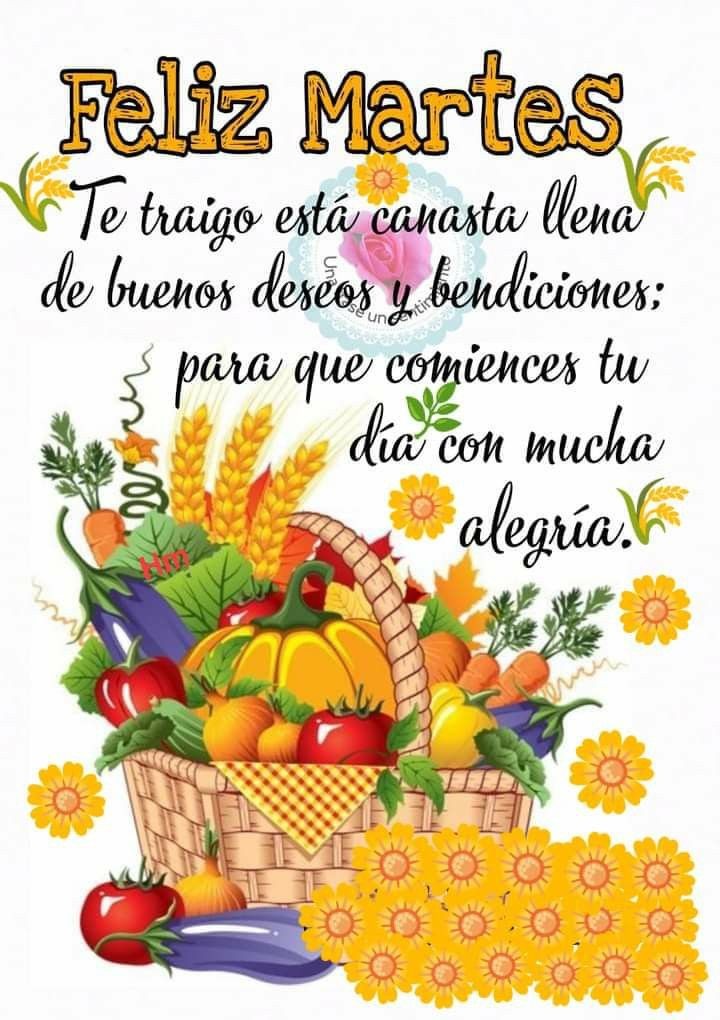 Feliz Martes
Te traigo está canasta llena
de buenos deseos y bendiciones;
para que comiences tu
día con mucha
alegría.
Hm